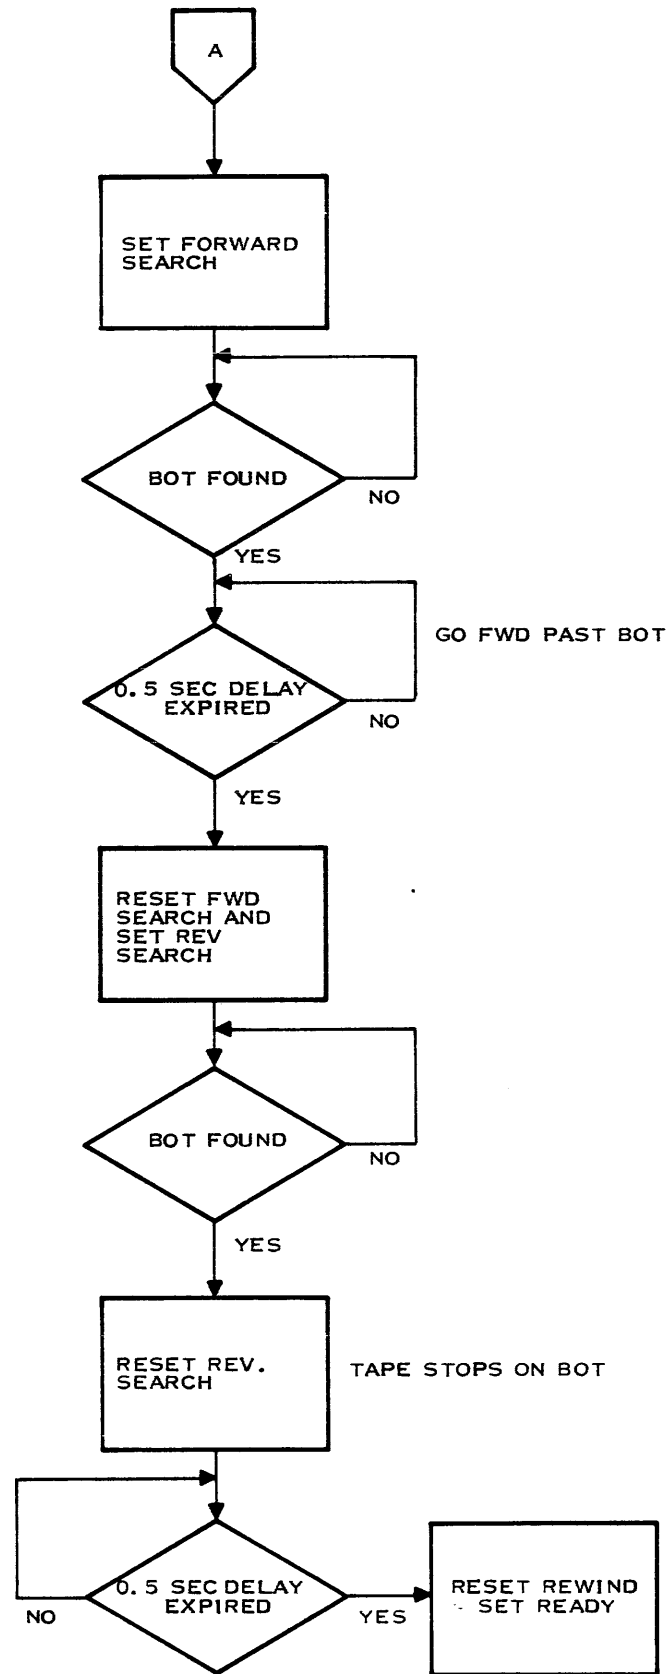 A
SET FORWARD
SEARCH
BOT FOUND
NO
YES
GO FWD PAST BOT
0.5 SEC DELAY
EXPIRED
NO
YES
RESET FWD
SEARCH AND
SET REV
SEARCH
BOT FOUND
NO
YES
RESET REV.
SEARCH
TAPE STOPS ON BOT
0.5 SEC DELAY
EXPIRED
NO
YES
RESET REWIND
SET READY